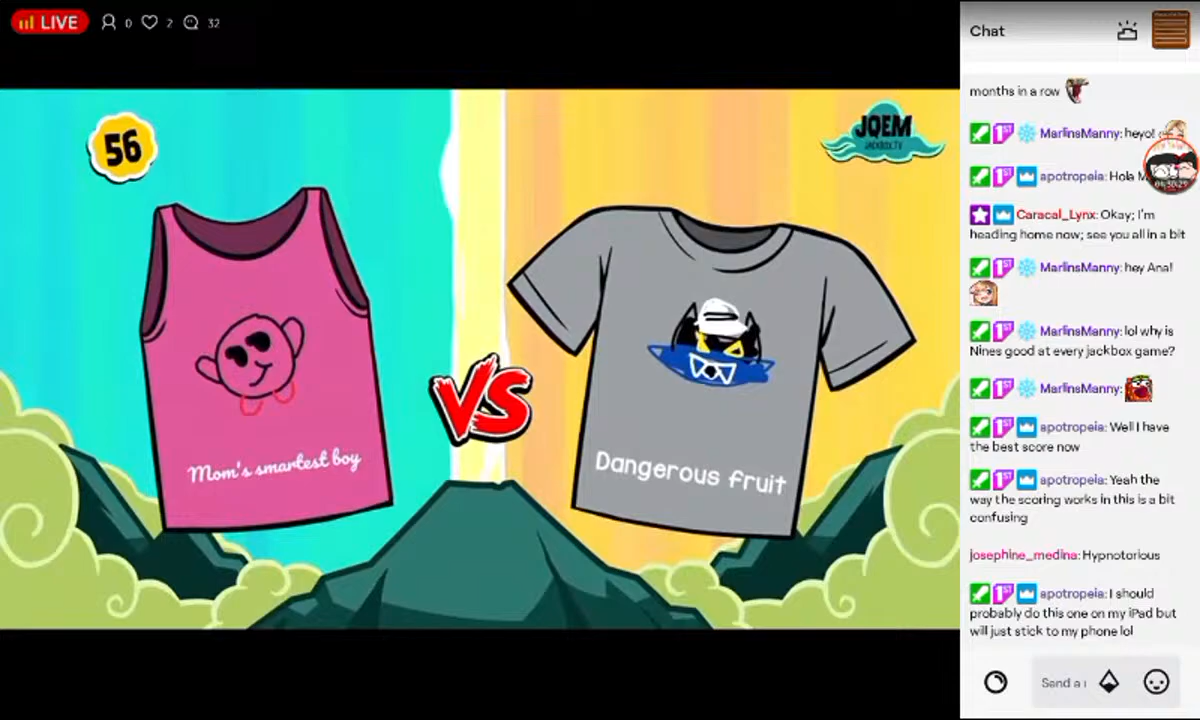 LIVE 0 2 32
56
JQEM
JACKBOX.TV
VS
Mom's smartest boy
Dangerous fruit
Chat
months in a row
MarlinsManny: heyo!
04:30:29
apotropeia: Hola
Caracal_Lynx: Okay; I'm
heading home now; see you all in a bit
MarlinsManny: hey Ana!
MarlinsManny: lol why is
Nines good at every jackbox game?
MarlinsManny:
apotropeia: Well I have
the best score now
apotropeia: Yeah the
way the scoring works in this is a bit
confusing
josephine_medina: Hypnotorious
apotropeia: I should
probably do this one on my iPad but
will just stick to my phone lol
Send a